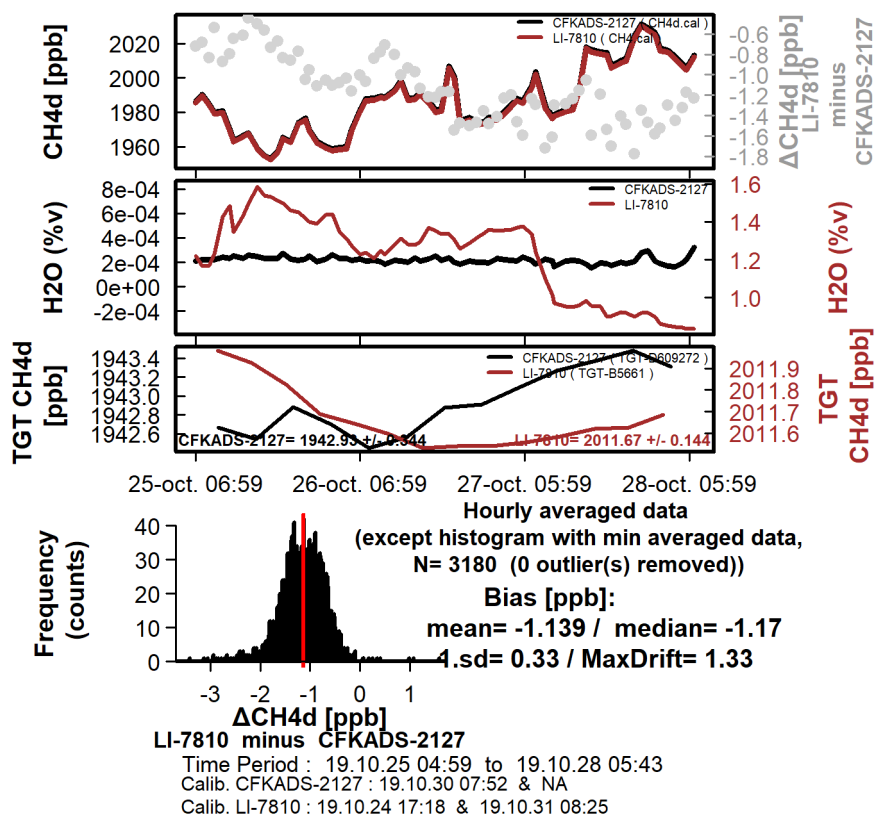 CFKADS-2127 ( CH4d.cal )
LI-7810 ( CH4.cal
CH4d [ppb]
2020
2000
1980
1960
-0.6
-0.8
-1.0
-1.2
-1.4
-1.6
-1.8
ΔCH4d [ppb]
LI-7810
minus
CFKADS-2127
CFKADS-2127
LI-7810
H2O (%v)
8e-04
6e-04
4e-04
2e-04
0e+00
-2e-04
1.6
1.4
1.2
1.0
H2O (%v)
CFKADS-2127 ( TGT-D609272 )
LI-7810 ( TGT-B5661 )
TGT CH4d
[ppb]
1943.4
1943.2
1943.0
1942.8
1942.6
2011.9
2011.8
2011.7
2011.6
TGT
CH4d [ppb]
CFKADS-2127= 1942.93 +/- 0.344
LI-7810= 2011.67 +/- 0.144
25-oct. 06:59
26-oct. 06:59
27-oct. 05:59
28-oct. 05:59
Hourly averaged data
(except histogram with min averaged data,
N= 3180 (0 outlier(s) removed))
Bias [ppb]:
mean= -1.139 / median= -1.17
1.sd= 0.33 / MaxDrift= 1.33
Frequency
(counts)
40
30
20
10
0
-3 -2 -1 0 1
ΔCH4d [ppb]
LI-7810 minus CFKADS-2127
Time Period : 19.10.25 04:59 to 19.10.28 05:43
Calib. CFKADS-2127 : 19.10.30 07:52 & NA
Calib. LI-7810 : 19.10.24 17:18 & 19.10.31 08:25